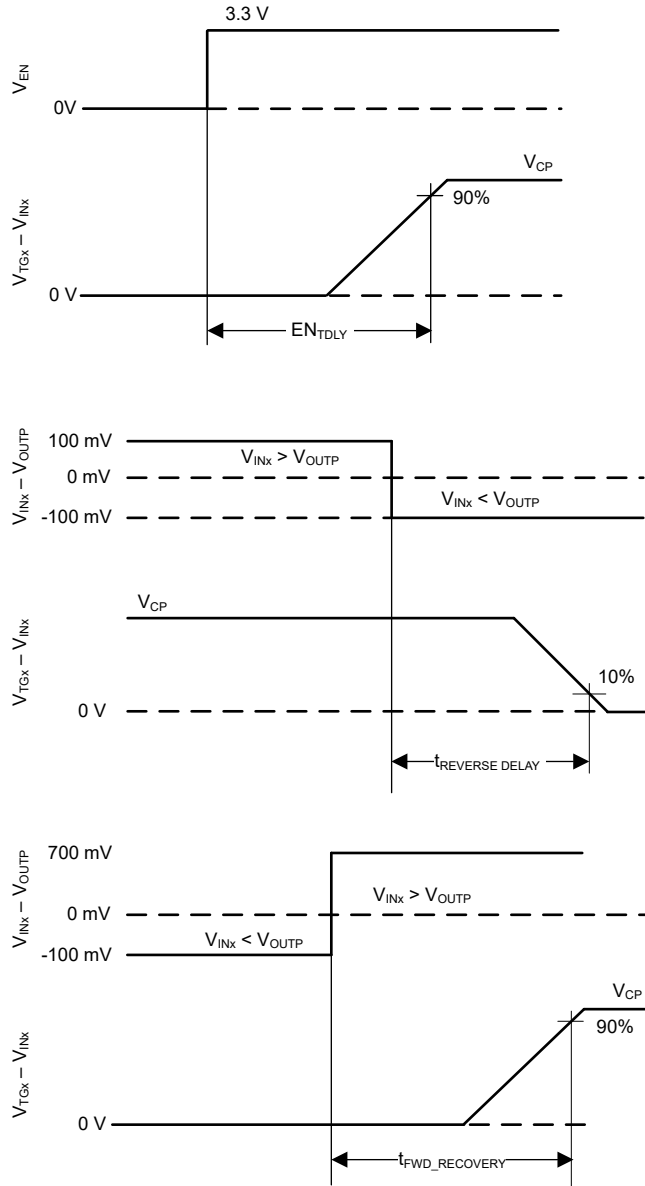 3.3 V
V_EN
0V
V_CP
90%
V_TGx – V_INx
0 V
EN_TDLY
100 mV
V_INx > V_OUTP
V_INx – V_OUTP
0 mV
V_INx < V_OUTP
-100 mV
V_CP
V_TGx – V_INx
10%
0 V
t_REVERSE DELAY
700 mV
V_INx – V_OUTP
V_INx > V_OUTP
0 mV
V_INx < V_OUTP
-100 mV
V_CP
90%
V_TGx – V_INx
0 V
t_FWD_RECOVERY